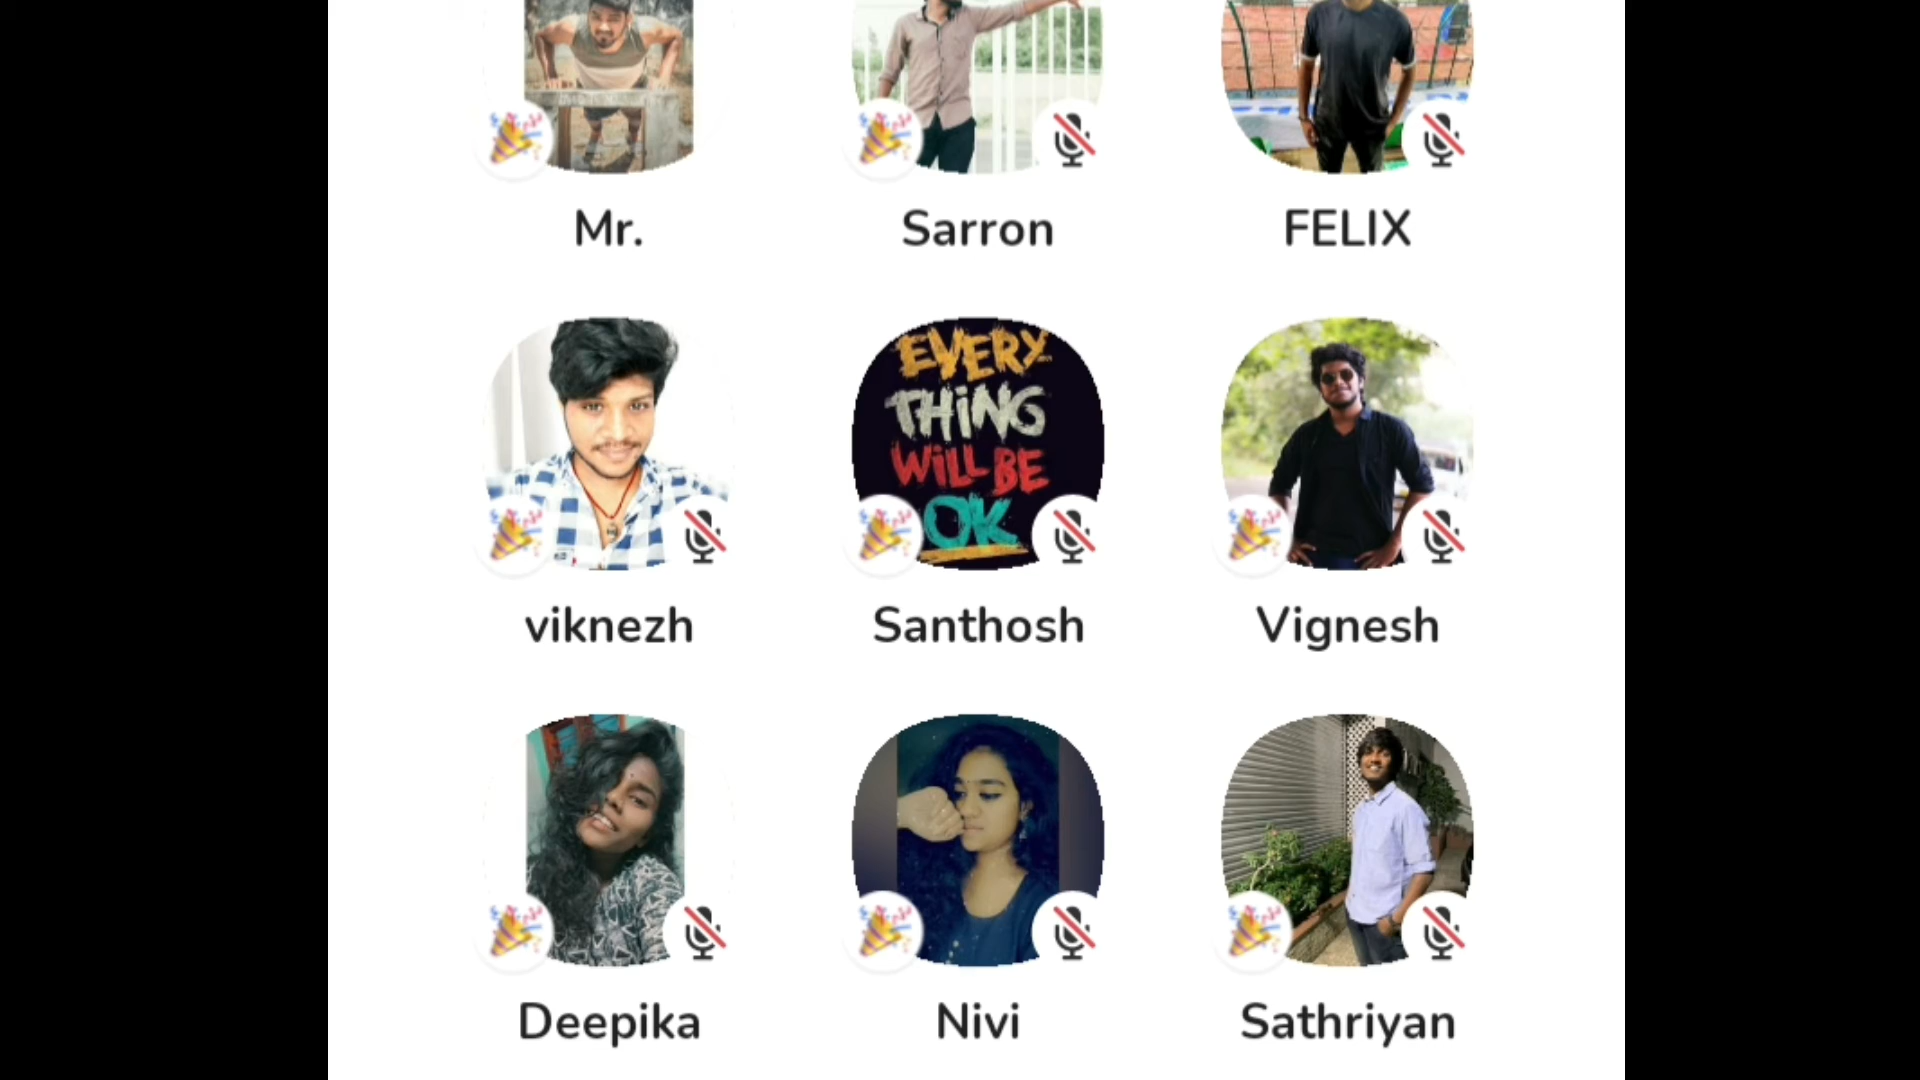 Mr.
Sarron
FELIX
EVERY
THiNG
WiLL BE
OK
viknezh
Santhosh
Vignesh
Deepika
Nivi
Sathriyan